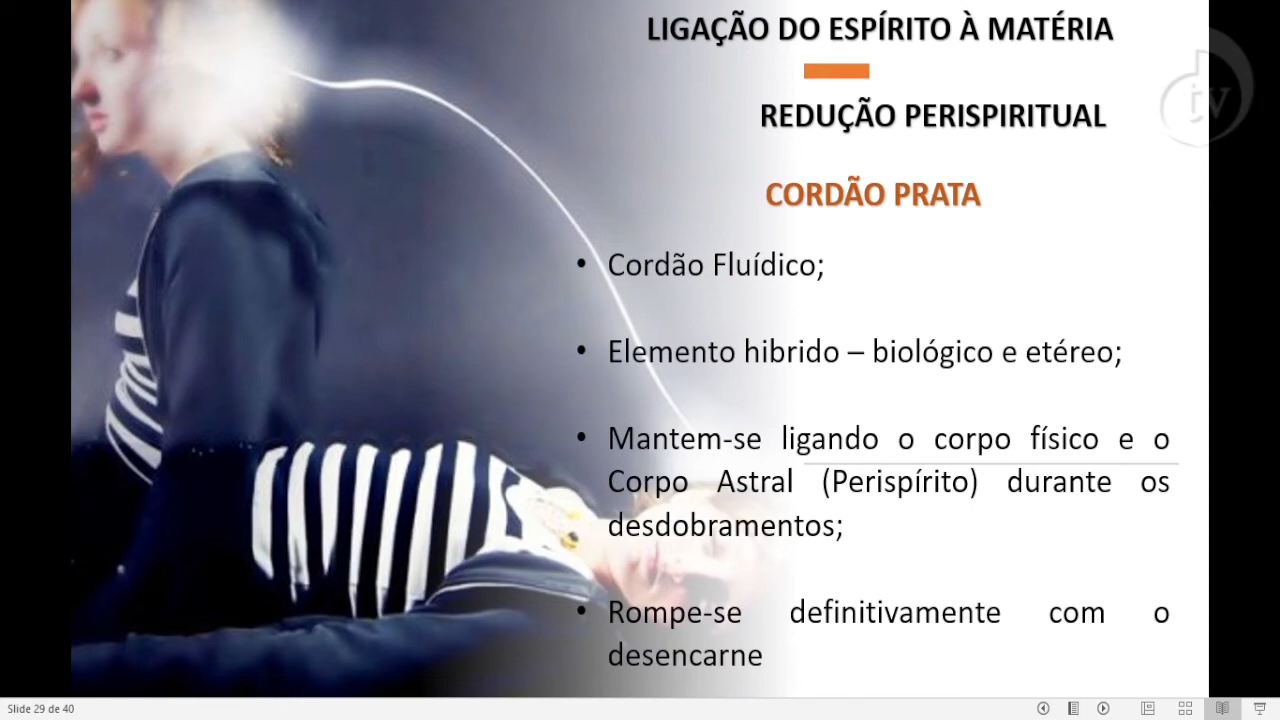 LIGAÇÃO DO ESPÍRITO À MATÉRIA
tv
REDUÇÃO PERISPIRITUAL
CORDÃO PRATA
• Cordão Fluídico;
• Elemento hibrido – biológico e etéreo;
• Mantem-se ligando o corpo físico e o
Corpo Astral (Perispírito) durante os
desdobramentos;
• Rompe-se definitivamente com o
desencarne
Slide 29 de 40